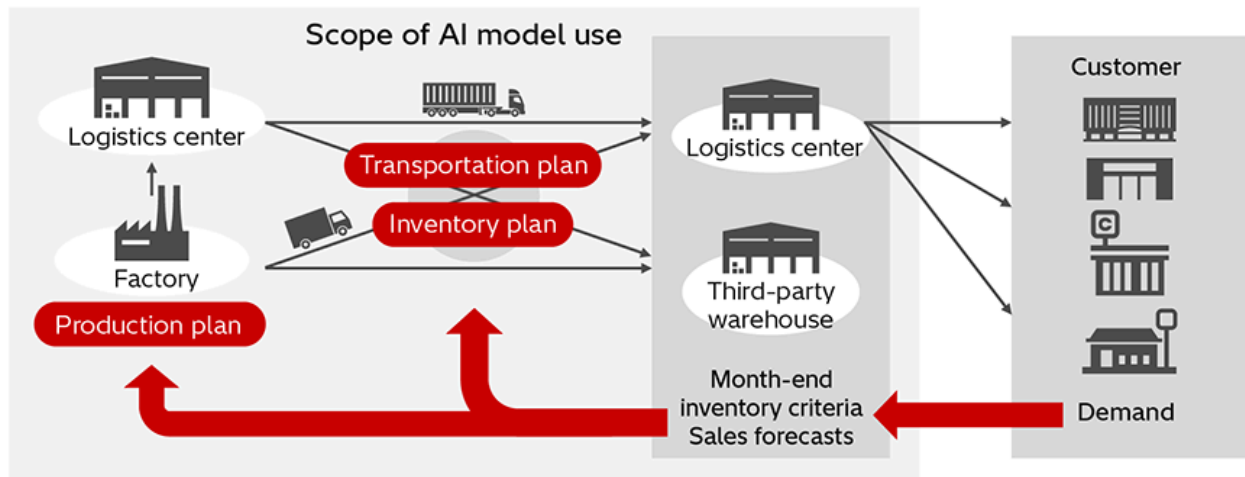 Scope of AI model use
Logistics center
Factory
Production plan
Transportation plan
Inventory plan
Logistics center
Third-party
warehouse
Month-end
inventory criteria
Sales forecasts
Customer
C
Demand